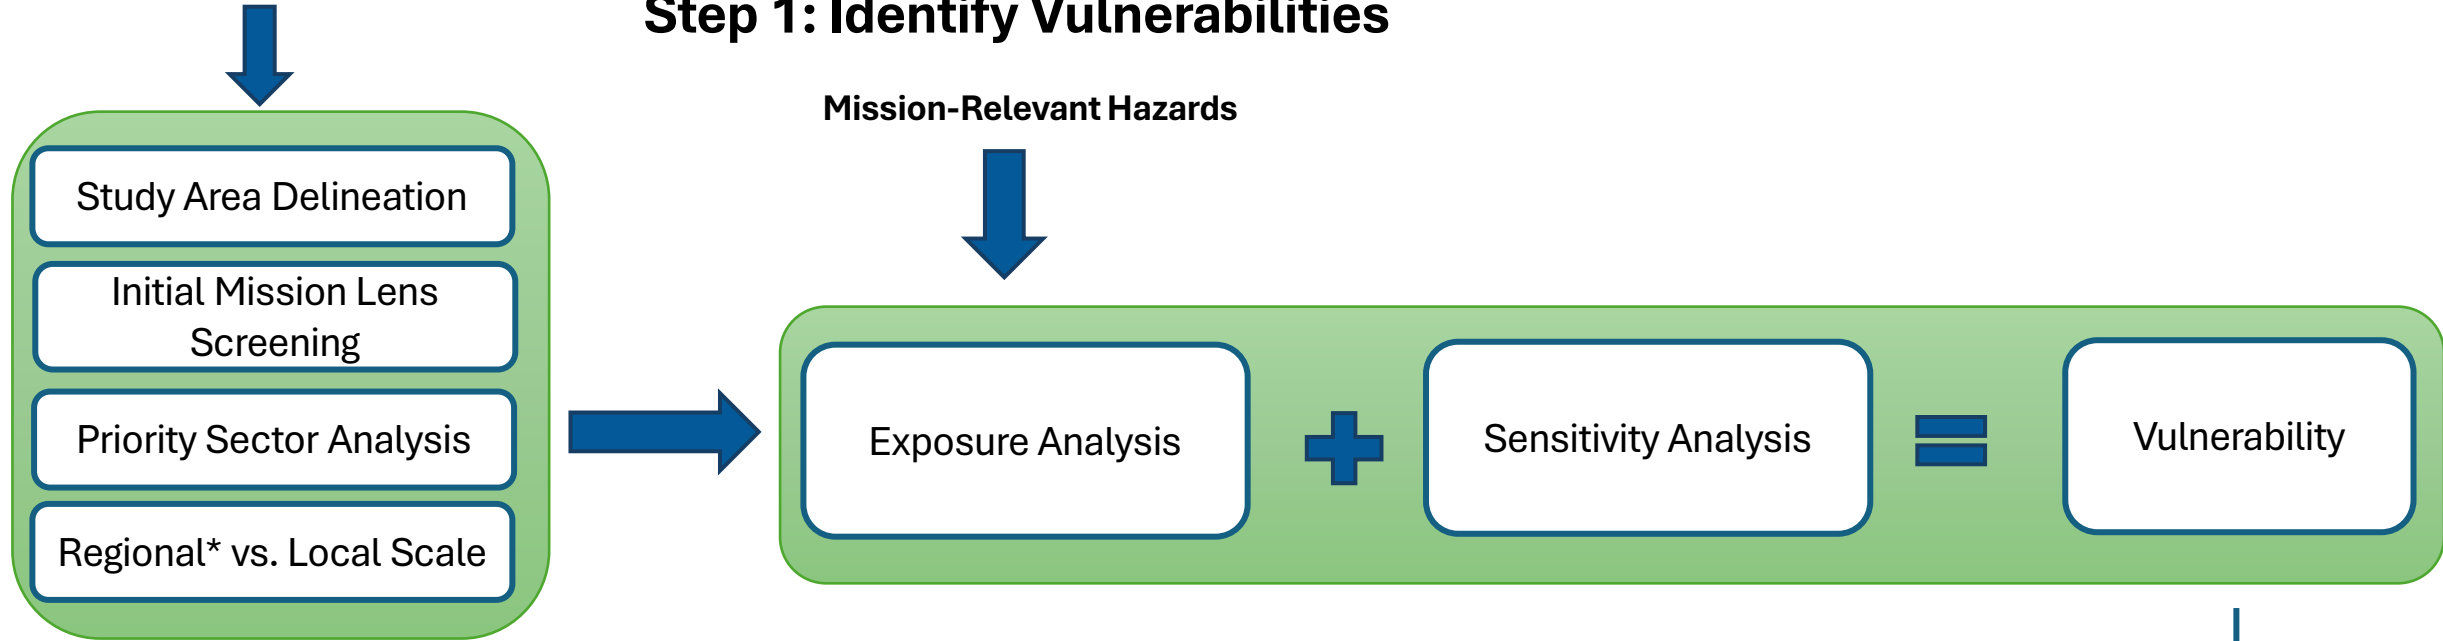 Step 1: Identify Vulnerabilities
Mission-Relevant Hazards
Study Area Delineation
Initial Mission Lens
Screening
Priority Sector Analysis
Regional* vs. Local Scale
Exposure Analysis
Sensitivity Analysis
Vulnerability